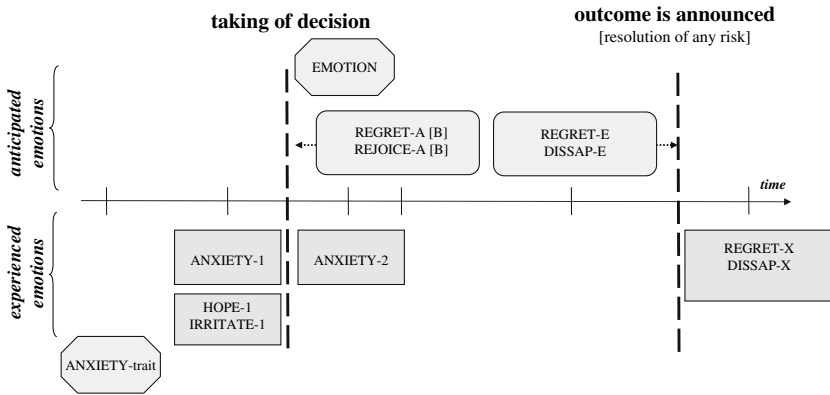 taking of decision
outcome is announced
[resolution of any risk]
EMOTION
anticipated
emotions
REGRET-A [B]
REJOICE-A [B]
REGRET-E
DISSAP-E
time
experienced
emotions
ANXIETY-1
ANXIETY-2
REGRET-X
DISSAP-X
HOPE-1
IRRITATE-1
ANXIETY-trait